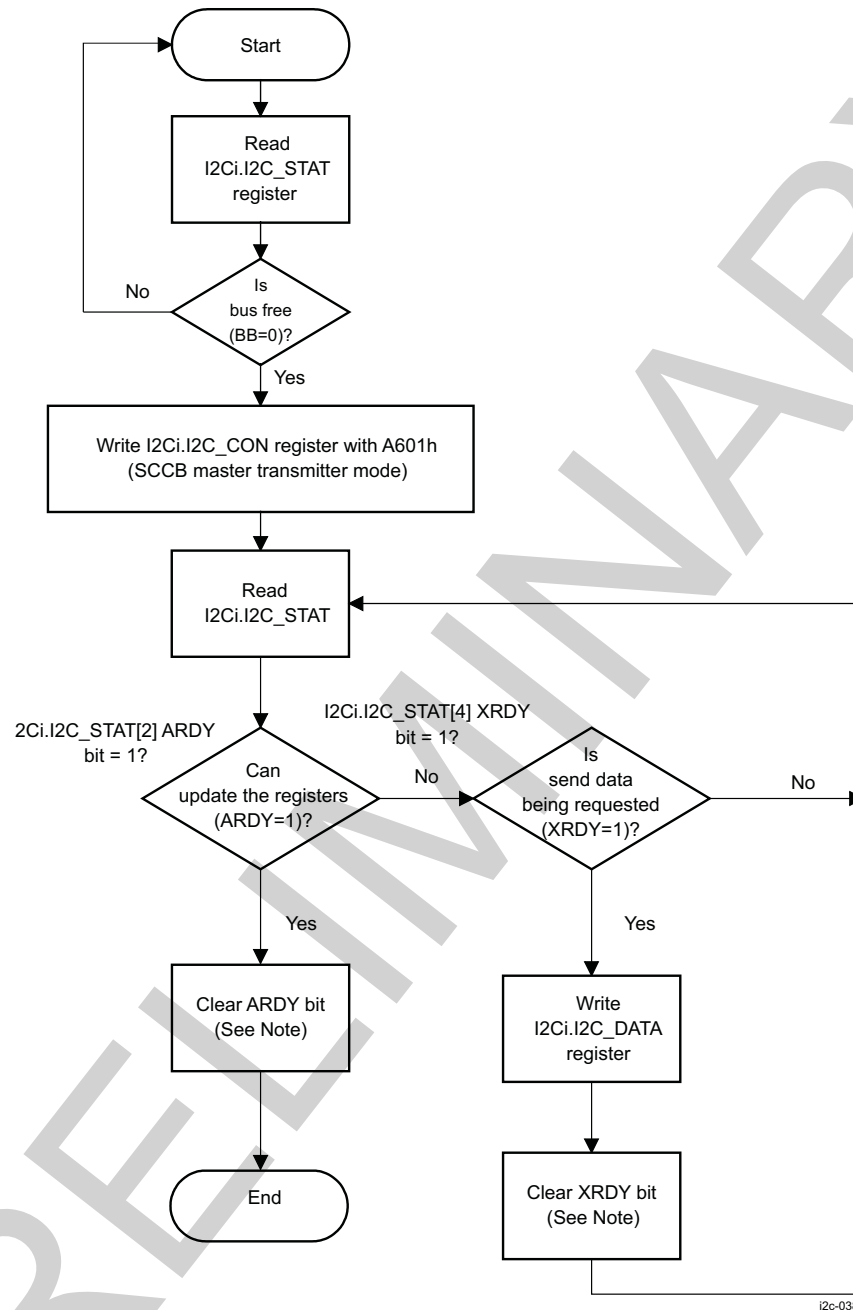 Start
Read
I2Ci.I2C_STAT
register
No
Is
bus free
(BB=0)?
Yes
Write I2Ci.I2C_CON register with A601h
(SCCB master transmitter mode)
Read
I2Ci.I2C_STAT
2Ci.I2C_STAT[2] ARDY
bit = 1?
I2Ci.I2C_STAT[4] XRDY
bit = 1?
Can
update the registers
(ARDY=1)?
No
Is
send data
being requested
(XRDY=1)?
No
Yes
Yes
Clear ARDY bit
(See Note)
Write
I2Ci.I2C_DATA
register
End
Clear XRDY bit
(See Note)
i2c-03
RELIMINAR